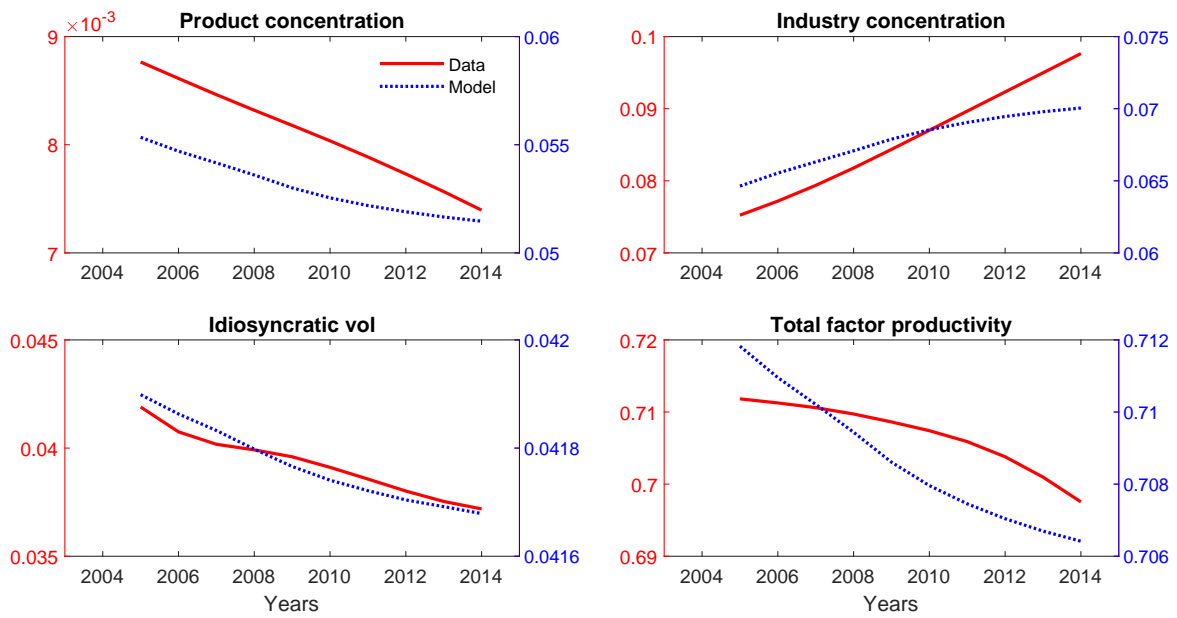 Product concentration
×10-3
9
8
7
0.06
0.055
0.05
Data
Model
2004 2006 2008 2010 2012 2014
Industry concentration
0.1
0.09
0.08
0.07
0.075
0.07
0.065
0.06
2004 2006 2008 2010 2012 2014
Idiosyncratic vol
0.045
0.04
0.035
0.042
0.0418
0.0416
2004 2006 2008 2010 2012 2014
Years
Total factor productivity
0.72
0.71
0.7
0.69
0.712
0.71
0.708
0.706
2004 2006 2008 2010 2012 2014
Years